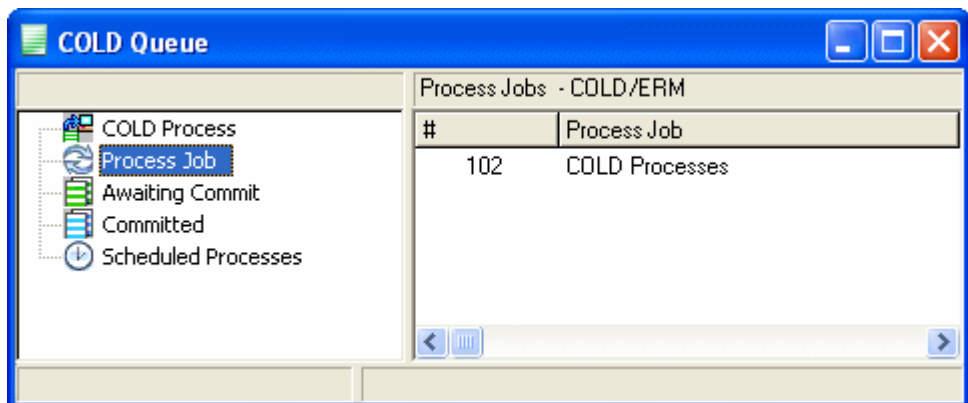 COLD Queue
Process Jobs - COLD/ERM
COLD Process
Process Job
Awaiting Commit
Committed
Scheduled Processes
# Process Job
102 COLD Processes